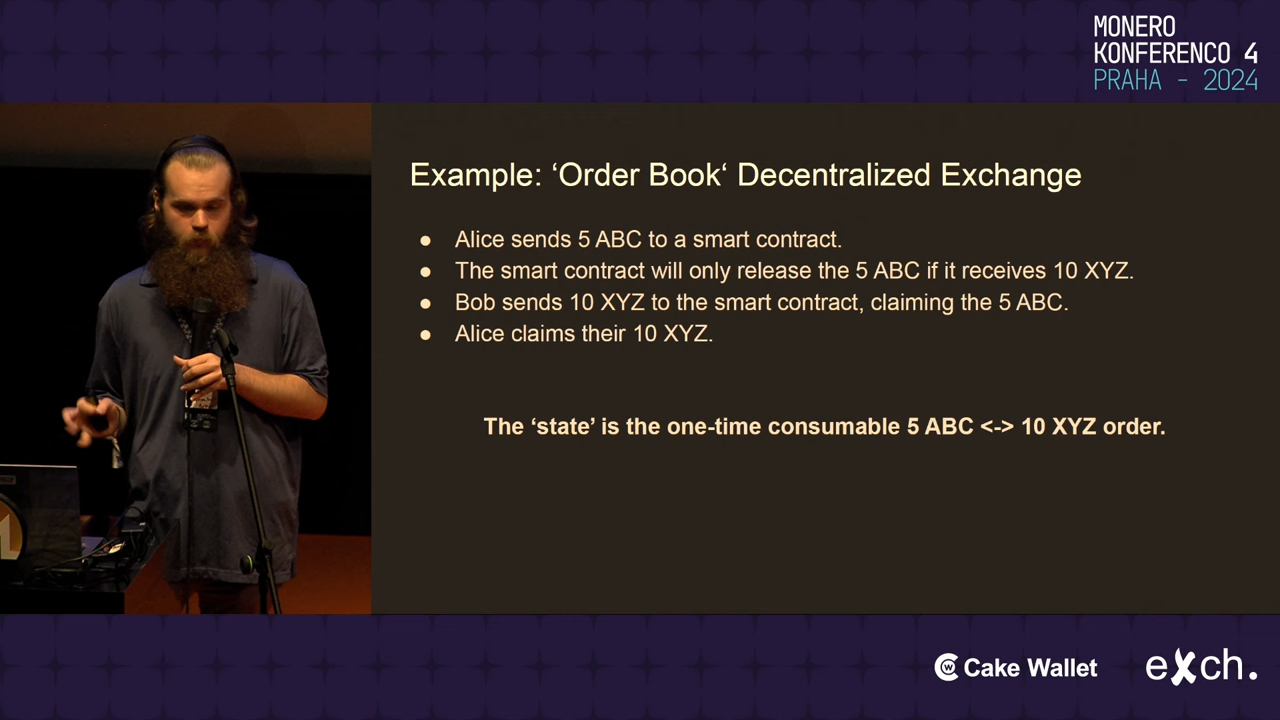 MONERO
KONFERENCO 4
PRAHA - 2024
Example: ‘Order Book‘ Decentralized Exchange
● Alice sends 5 ABC to a smart contract.
● The smart contract will only release the 5 ABC if it receives 10 XYZ.
● Bob sends 10 XYZ to the smart contract, claiming the 5 ABC.
● Alice claims their 10 XYZ.
The ‘state’ is the one-time consumable 5 ABC <-> 10 XYZ order.
Cake Wallet
eXch.